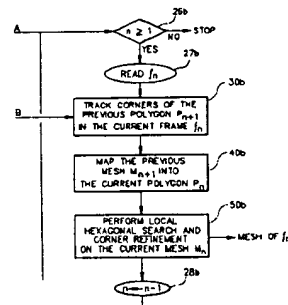 26b
A
n ≥ 1
NO
STOP
YES
27b
READ fn
30b
B
TRACK CORNERS OF THE
PREVIOUS POLYGON Pn+1
IN THE CURRENT FRAME fn
40b
MAP THE PREVIOUS
MESH Mn+1 INTO
THE CURRENT POLYGON Pn
50b
PERFORM LOCAL
HEXAGONAL SEARCH AND
CORNER REFINEMENT
ON THE CURRENT MESH Mn
MESH OF fn
28b
n=n-1